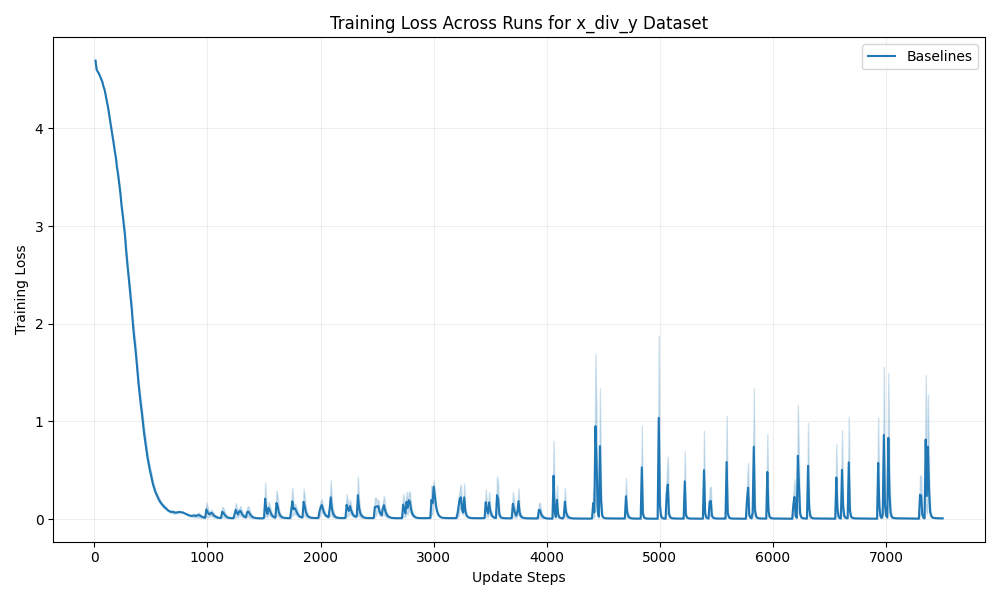 Training Loss Across Runs for x_div_y Dataset
Baselines
Training Loss
4
3
2
1
0
0 1000 2000 3000 4000 5000 6000 7000
Update Steps